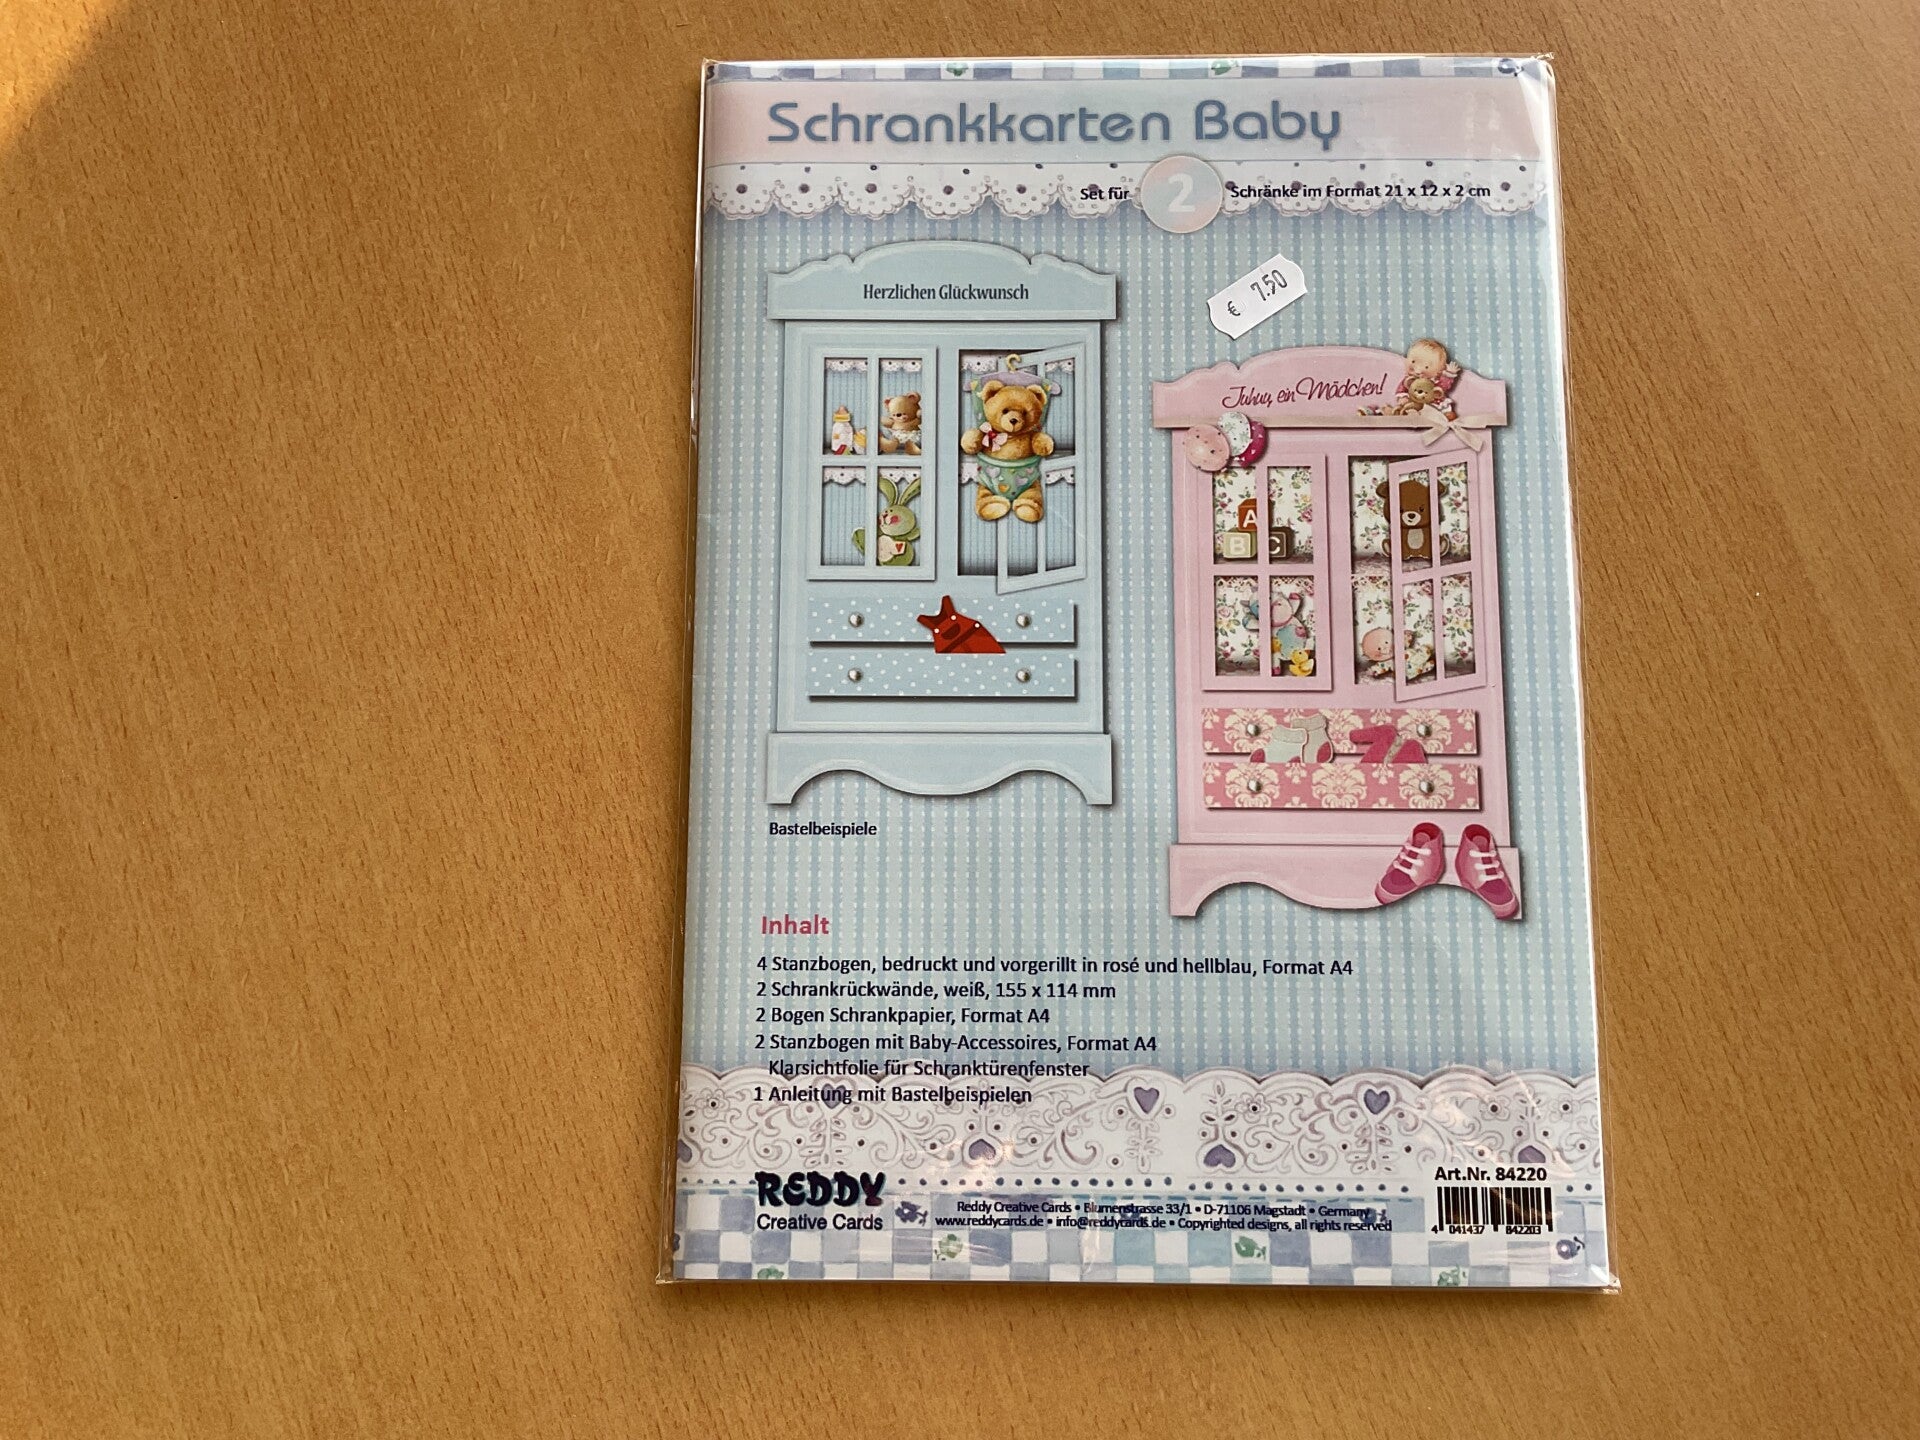 Schrankkarten Baby
Set für 2 Schränke im Format 21 x 12 x 2 cm
€ 7.50
Herzlichen Glückwunsch
Juhuu, ein Mädchen!
A
B C
Bastelbeispiele
Inhalt
4 Stanzbogen, bedruckt und vorgerillt in rosé und hellblau, Format A4
2 Schrankrückwände, weiß, 155 x 114 mm
2 Bogen Schrankpapier, Format A4
2 Stanzbogen mit Baby-Accessoires, Format A4
Klarsichtfolie für Schranktürenfenster
1 Anleitung mit Bastelbeispielen
REDDY
Creative Cards
Reddy Creative Cards • Blumenstrasse 33/1 • D-71106 Magstadt • Germany
www.reddycards.de • info@reddycards.de • Copyrighted designs, all rights reserved
Art.Nr. 84220
4 041437 842203